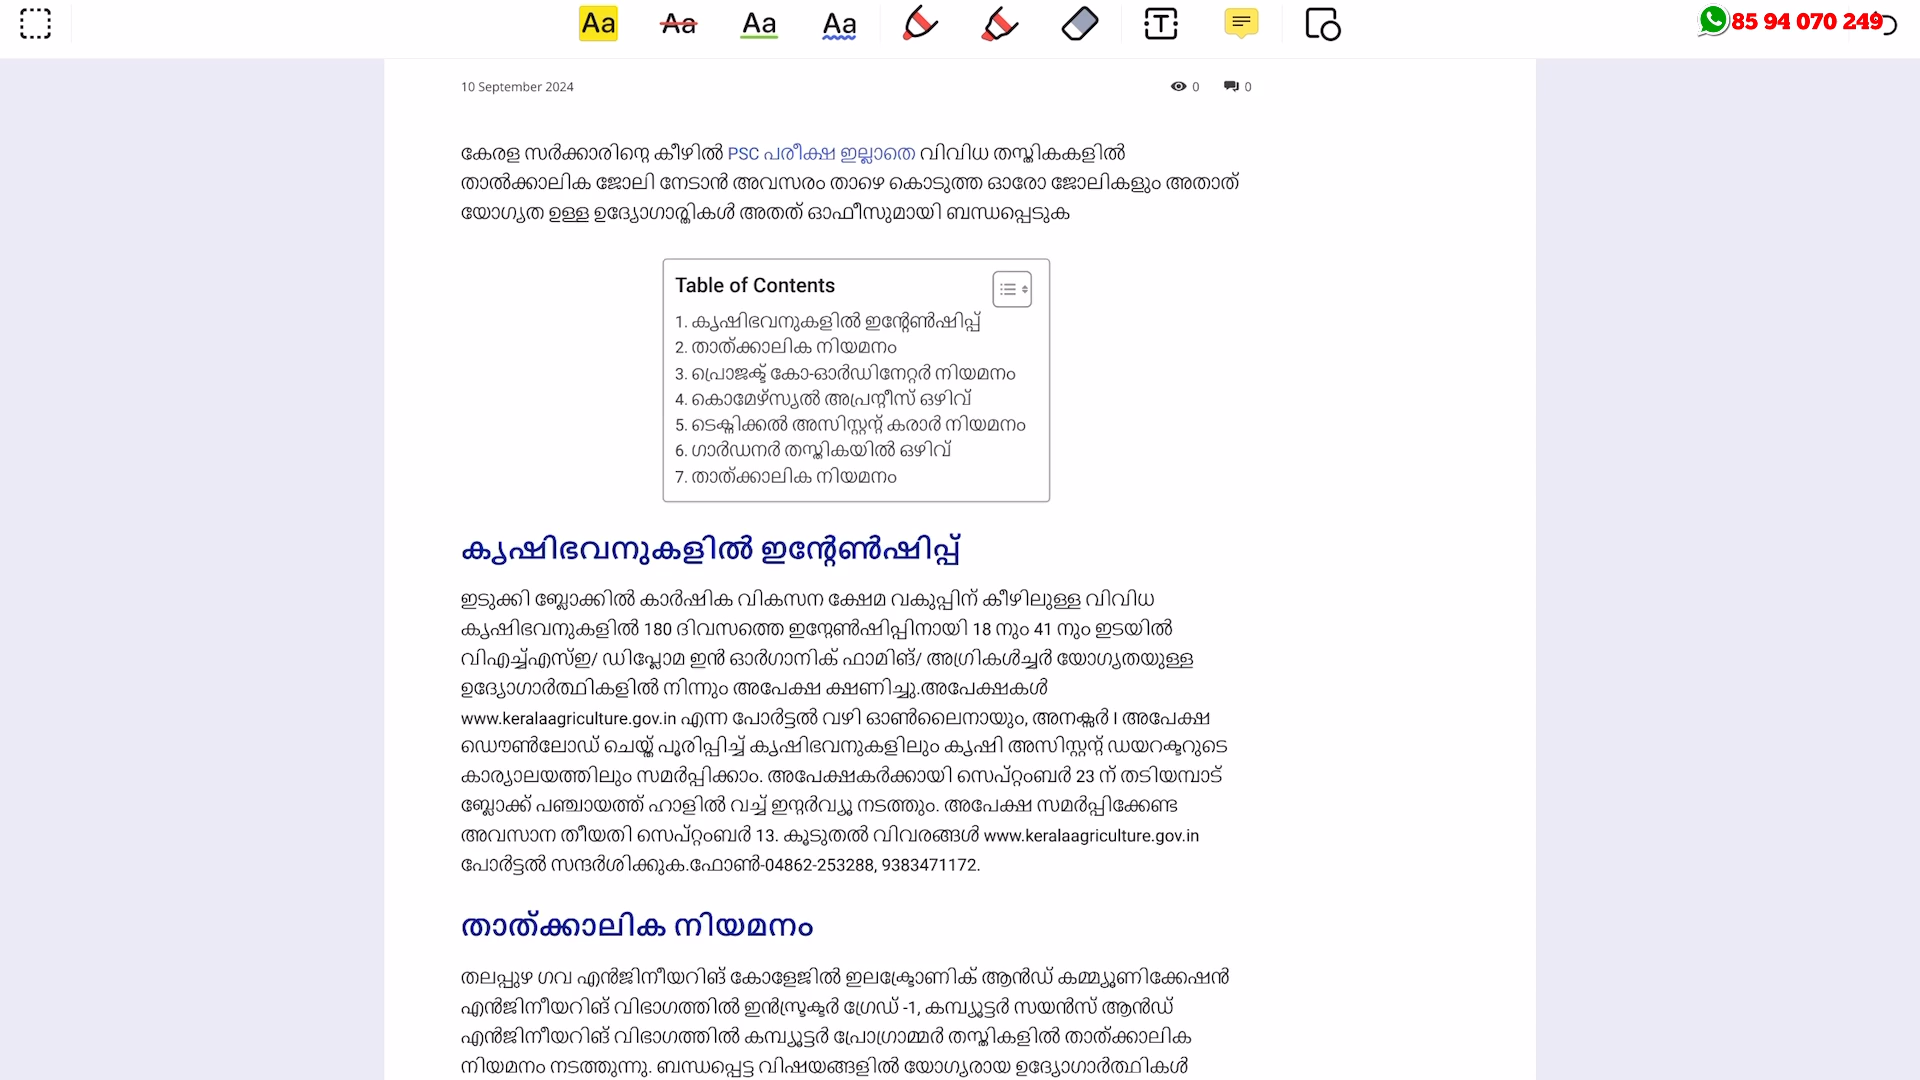 Aa Aa Aa Aa T
85 94 070 249
10 September 2024
0 0
കേരള സർക്കാരിന്റെ കീഴിൽ PSC പരീക്ഷ ഇല്ലാതെ വിവിധ തസ്തികകളിൽ
താൽക്കാലിക ജോലി നേടാൻ അവസരം താഴെ കൊടുത്ത ഓരോ ജോലികളും അതാത്
യോഗ്യത ഉള്ള ഉദ്യോഗാര്ത്തികൾ അതത് ഓഫീസുമായി ബന്ധപ്പെടുക
Table of Contents
1. കൃഷിഭവനുകളിൽ ഇന്റേൺഷിപ്പ്
2. താത്ക്കാലിക നിയമനം
3. പ്രൊജക്ട് കോ-ഓർഡിനേറ്റർ നിയമനം
4. കൊമേഴ്സ്യൽ അപ്രന്റീസ് ഒഴിവ്
5. ടെക്നിക്കൽ അസിസ്റ്റന്റ് കരാർ നിയമനം
6. ഗാർഡനർ തസ്തികയിൽ ഒഴിവ്
7. താത്ക്കാലിക നിയമനം
കൃഷിഭവനുകളിൽ ഇന്റേൺഷിപ്പ്
ഇടുക്കി ബ്ലോക്കിൽ കാർഷിക വികസന ക്ഷേമ വകുപ്പിന് കീഴിലുള്ള വിവിധ
കൃഷിഭവനുകളിൽ 180 ദിവസത്തെ ഇന്റേൺഷിപ്പിനായി 18 നും 41 നും ഇടയിൽ
വിഎച്ച്എസ്ഇ/ ഡിപ്ലോമ ഇൻ ഓർഗാനിക് ഫാമിങ്/ അഗ്രികൾച്ചർ യോഗ്യതയുള്ള
ഉദ്യോഗാർത്ഥികളിൽ നിന്നും അപേക്ഷ ക്ഷണിച്ചു.അപേക്ഷകൾ
www.keralaagriculture.gov.in എന്ന പോർട്ടൽ വഴി ഓൺലൈനായും, അനക്സർ I അപേക്ഷ
ഡൌൺലോഡ് ചെയ്ത് പൂരിപ്പിച്ച് കൃഷിഭവനുകളിലും കൃഷി അസിസ്റ്റന്റ് ഡയറക്ടറുടെ
കാര്യാലയത്തിലും സമർപ്പിക്കാം. അപേക്ഷകർക്കായി സെപ്റ്റംബർ 23 ന് തടിയമ്പാട്
ബ്ലോക്ക് പഞ്ചായത്ത് ഹാളിൽ വച്ച് ഇന്റർവ്യൂ നടത്തും. അപേക്ഷ സമർപ്പിക്കേണ്ട
അവസാന തീയതി സെപ്റ്റംബർ 13. കൂടുതൽ വിവരങ്ങൾ www.keralaagriculture.gov.in
പോർട്ടൽ സന്ദർശിക്കുക.ഫോൺ-04862-253288, 9383471172.
താത്ക്കാലിക നിയമനം
തലപ്പുഴ ഗവ എൻജിനീയറിങ് കോളേജിൽ ഇലക്ട്രോണിക് ആൻഡ് കമ്മ്യൂണിക്കേഷൻ
എൻജിനീയറിങ് വിഭാഗത്തിൽ ഇൻസ്ട്രക്ടർ ഗ്രേഡ് -1, കമ്പ്യൂട്ടർ സയൻസ് ആൻഡ്
എൻജിനീയറിങ് വിഭാഗത്തിൽ കമ്പ്യൂട്ടർ പ്രോഗ്രാമ്മർ തസ്തികളിൽ താത്ക്കാലിക
നിയമനം നടത്തുന്നു. ബന്ധപ്പെട്ട വിഷയങ്ങളിൽ യോഗ്യരായ ഉദ്യോഗാർത്ഥികൾ